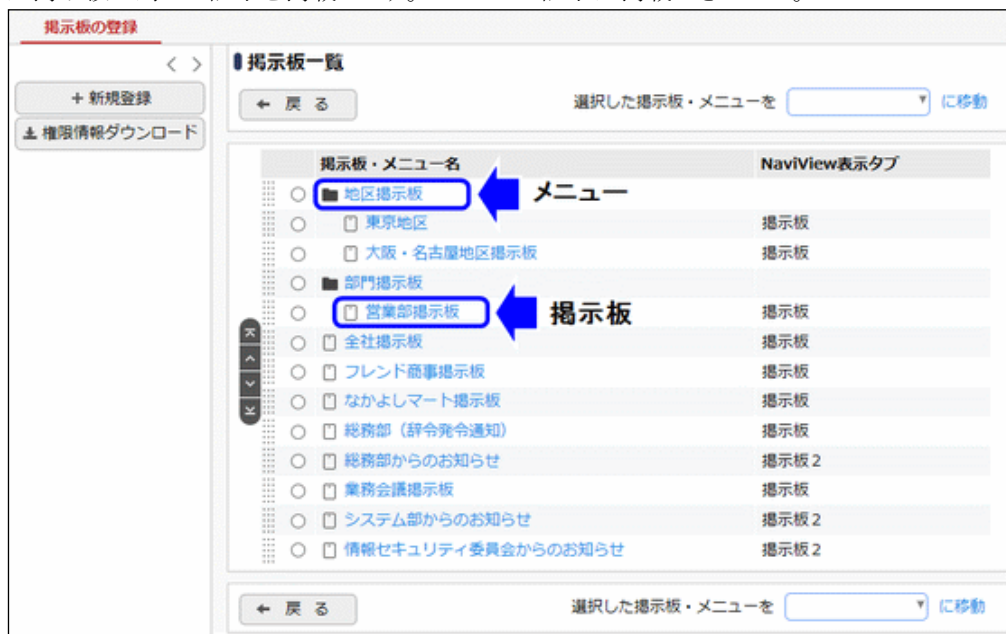 掲示板の登録
< >
+ 新規登録
権限情報ダウンロード
掲示板一覧
← 戻 る
選択した掲示板・メニューを に移動
掲示板・メニュー名 NaviView表示タブ
地区掲示板
メニュー
東京地区 掲示板
大阪・名古屋地区掲示板 掲示板
部門掲示板
営業部掲示板 掲示板
掲示板
全社掲示板 掲示板
フレンド商事掲示板 掲示板
なかよしマート掲示板 掲示板
総務部（辞令発令通知） 掲示板
総務部からのお知らせ 掲示板２
業務会議掲示板 掲示板
システム部からのお知らせ 掲示板２
情報セキュリティ委員会からのお知らせ 掲示板２
← 戻 る
選択した掲示板・メニューを に移動